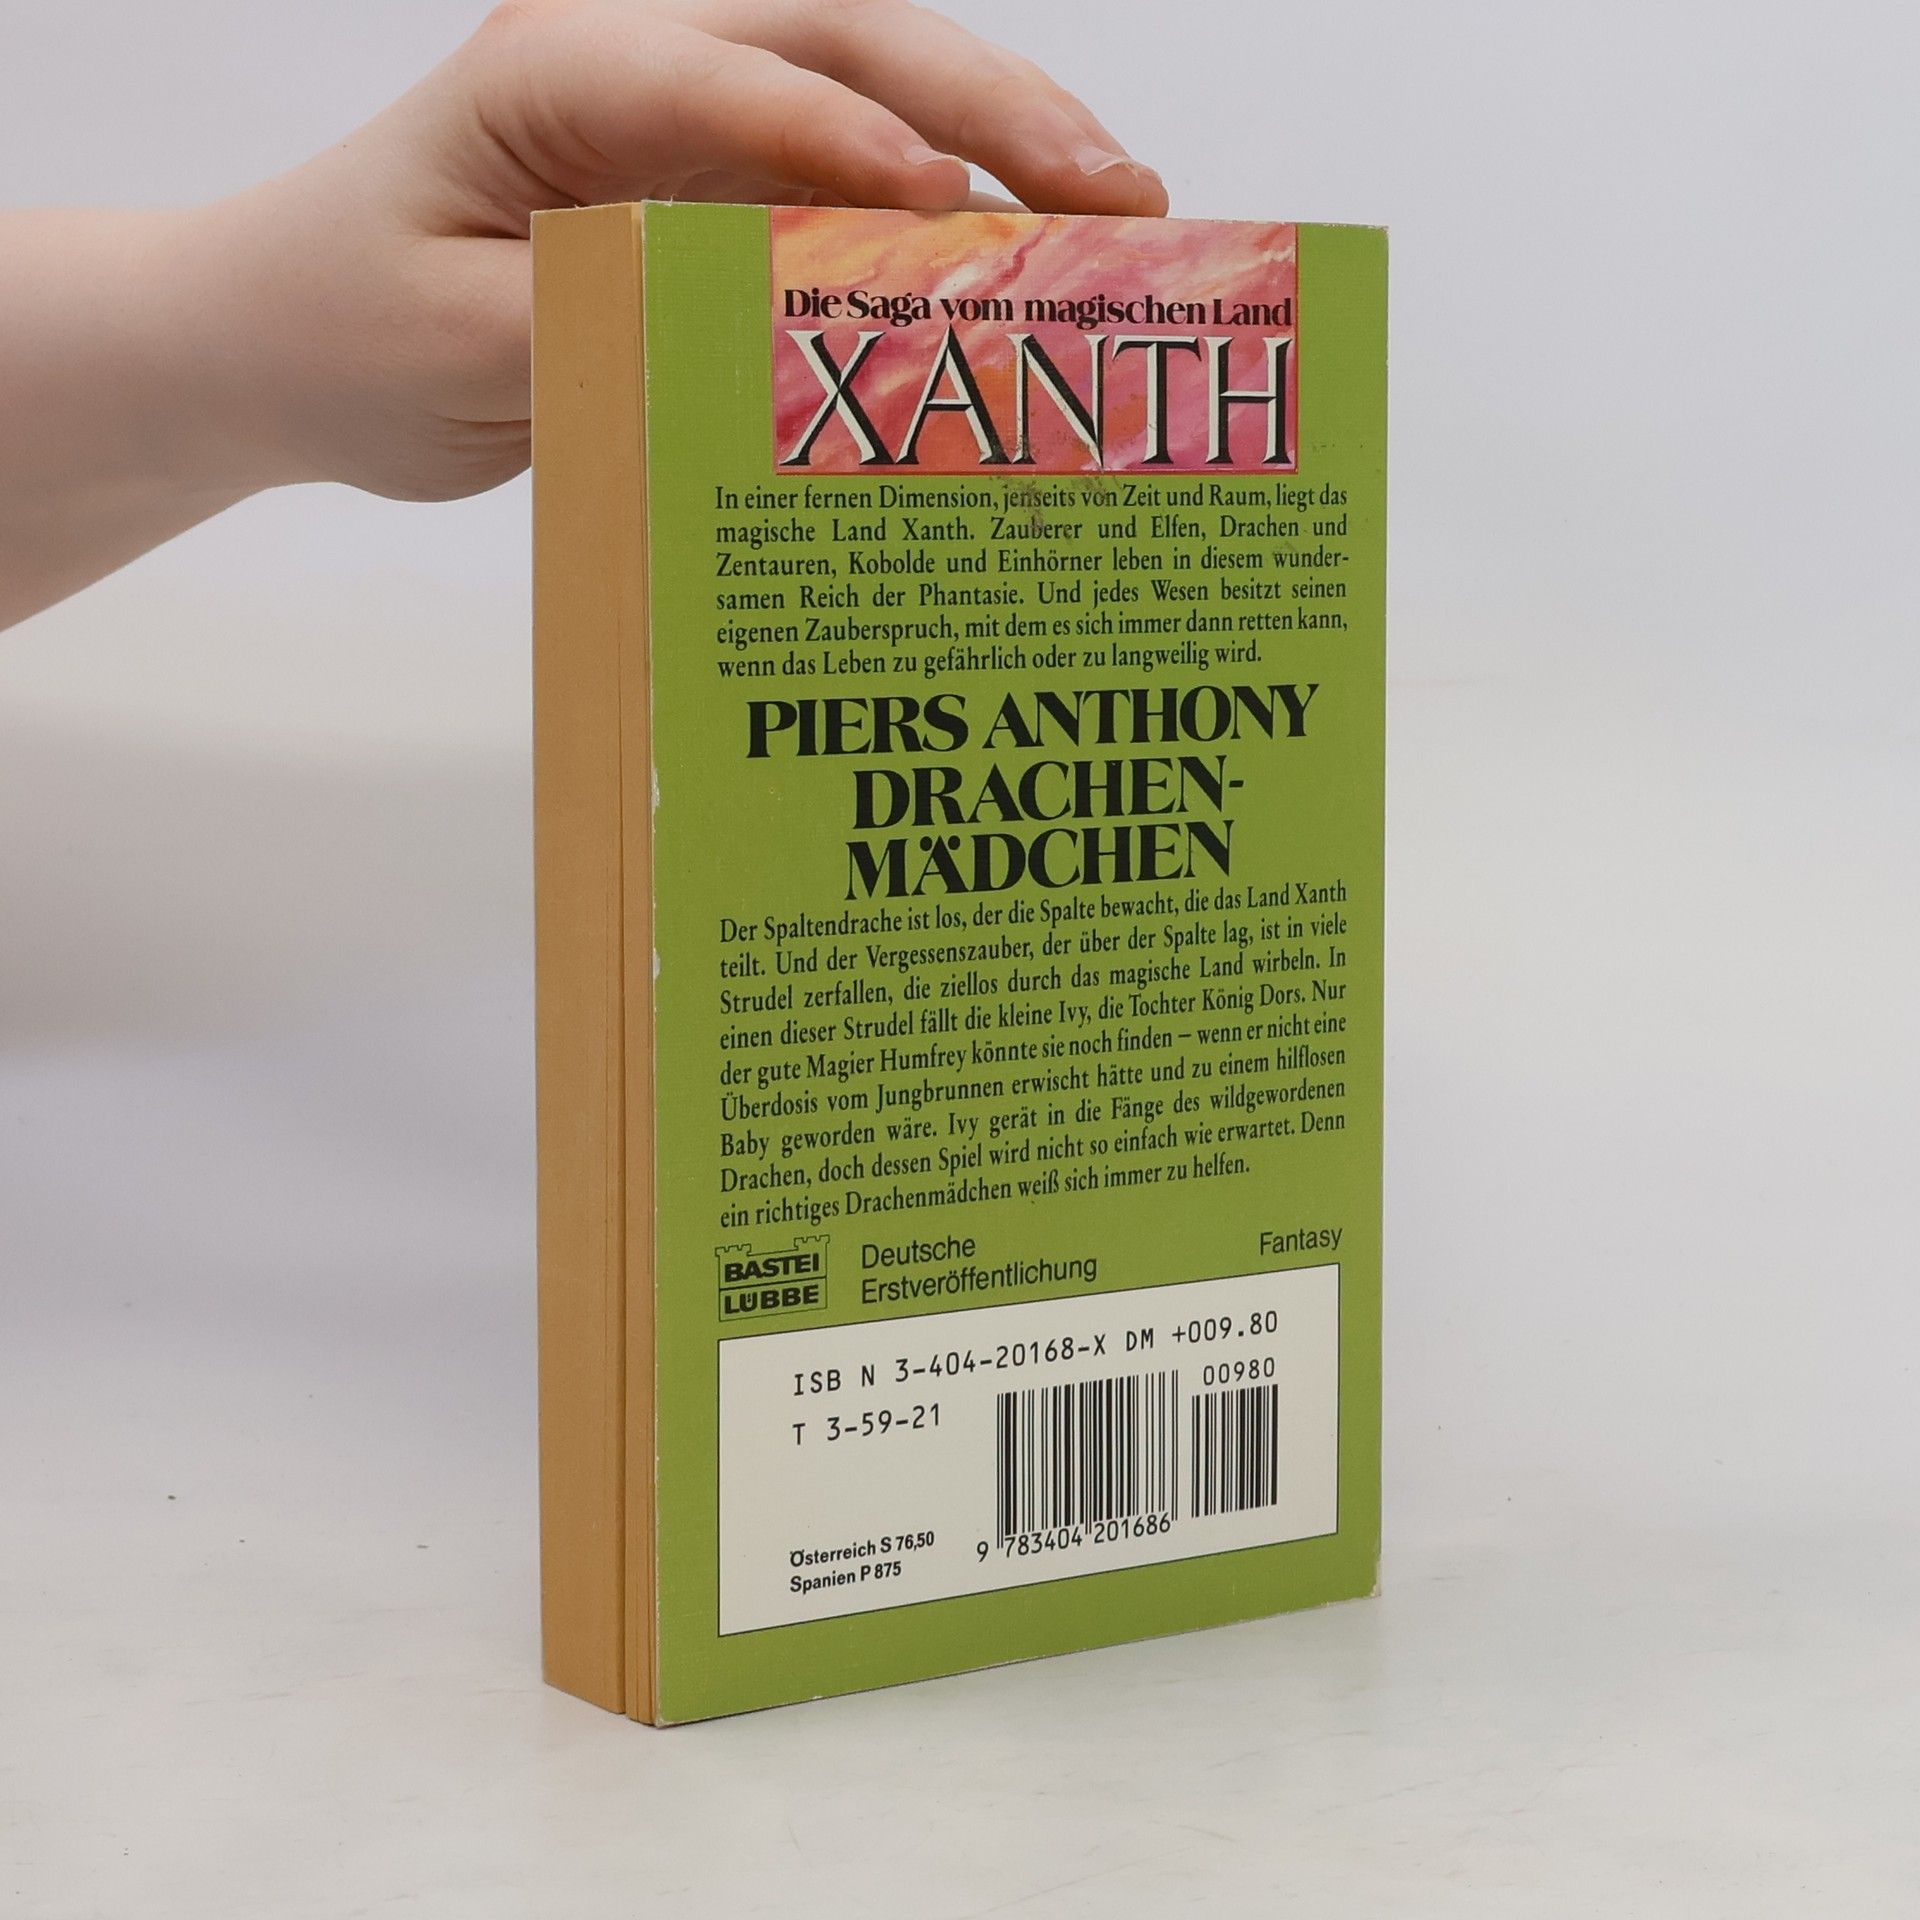 Die Saga vom magischen Land
XANTH
In einer fernen Dimension, jenseits von Zeit und Raum, liegt das
magische Land Xanth. Zauberer und Elfen, Drachen und
Zentauren, Kobolde und Einhörner leben in diesem wunder-
samen Reich der Phantasie. Und jedes Wesen besitzt seinen
eigenen Zauberspruch, mit dem es sich immer dann retten kann,
wenn das Leben zu gefährlich oder zu langweilig wird.
PIERS ANTHONY
DRACHEN-
MÄDCHEN
Der Spaltendrache ist los, der die Spalte bewacht, die das Land Xanth
teilt. Und der Vergessenszauber, der über der Spalte lag, ist in viele
Strudel zerfallen, die ziellos durch das magische Land wirbeln. In
einen dieser Strudel fällt die kleine Ivy, die Tochter König Dors. Nur
der gute Magier Humfrey könnte sie noch finden – wenn er nicht eine
Überdosis vom Jungbrunnen erwischt hätte und zu einem hilflosen
Baby geworden wäre. Ivy gerät in die Fänge des wildgewordenen
Drachen, doch dessen Spiel wird nicht so einfach wie erwartet. Denn
ein richtiges Drachenmädchen weiß sich immer zu helfen.
BASTEI
LÜBBE
Deutsche
Erstveröffentlichung
Fantasy
ISB N 3-404-20168-X DM +009.80
00980
T 3-59-21
Österreich S 76,50
Spanien P 875
9 783404 201686